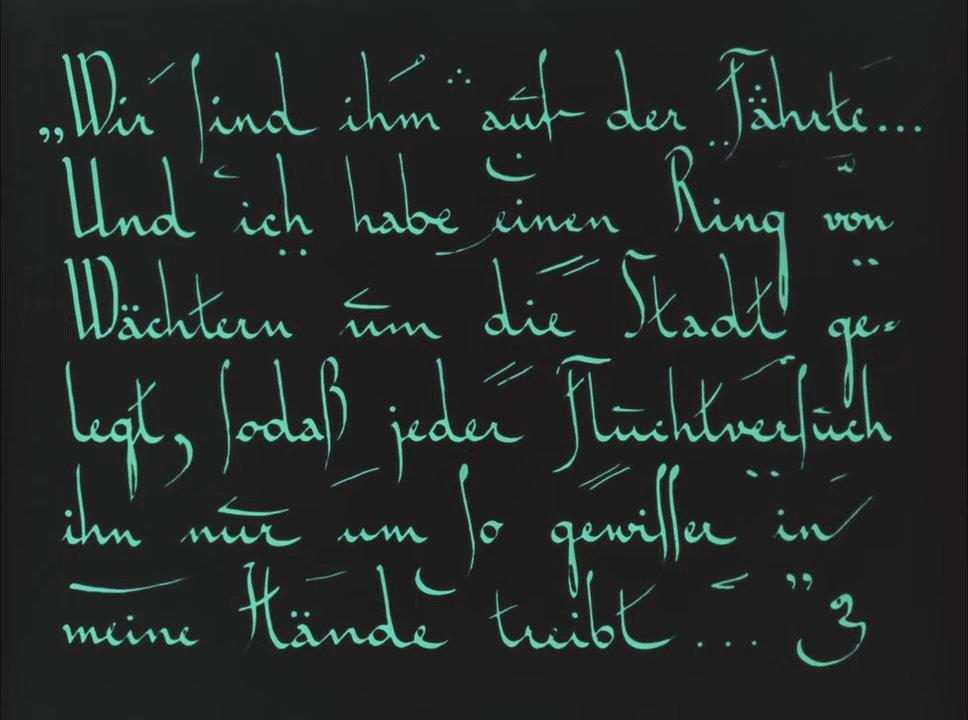 „Wir sind ihm auf der Fährte...
Und ich habe einen Ring von
Wächtern um die Stadt ge-
legt, sodaß jeder Fluchtversuch
ihn nur um so gewisser in
meine Hände treibt..."